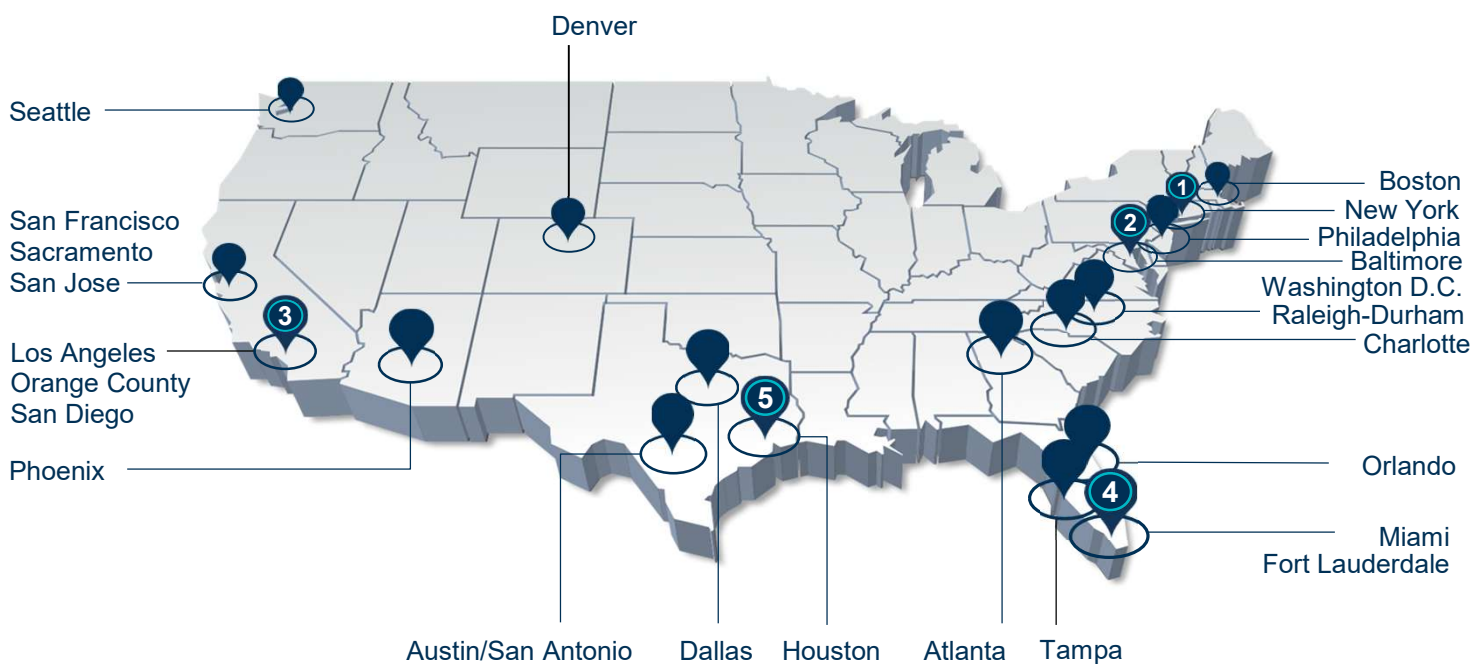 Denver
Seattle
San Francisco
Sacramento
San Jose
3
Los Angeles
Orange County
San Diego
Phoenix
1
2
Boston
New York
Philadelphia
Baltimore
Washington D.C.
Raleigh-Durham
Charlotte
5
4
Orlando
Miami
Fort Lauderdale
Austin/San Antonio
Dallas
Houston
Atlanta
Tampa